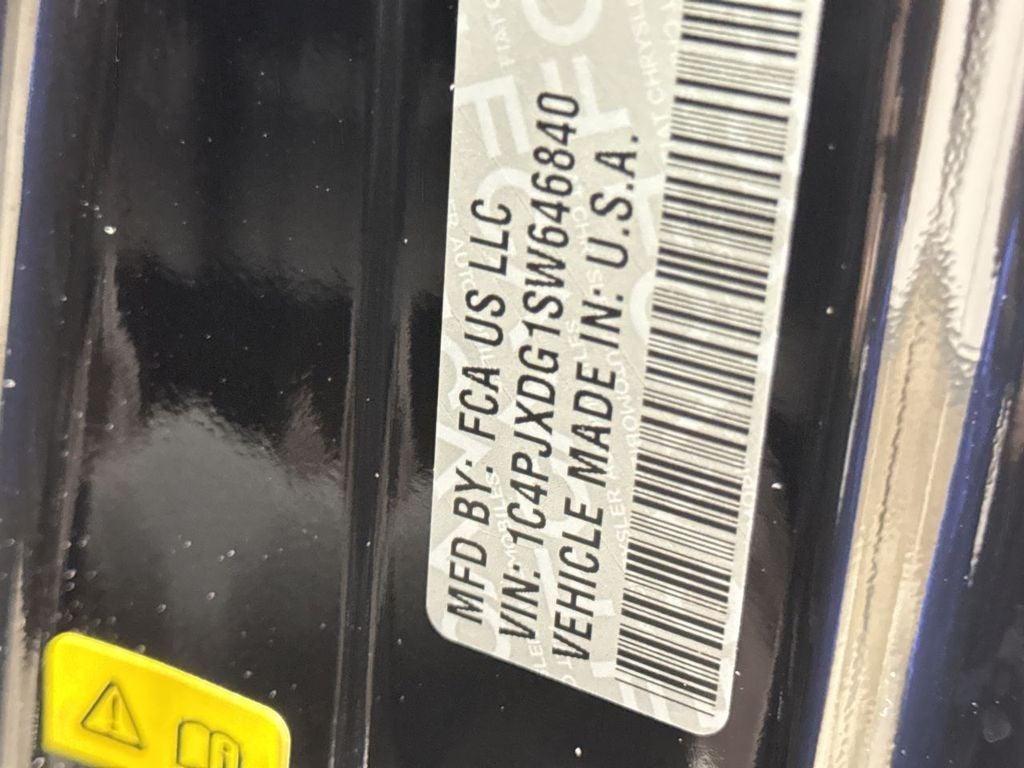 MFD BY: FCA US LLC
VIN: 1C4PJXDG1SW646840
VEHICLE MADE IN: U.S.A.